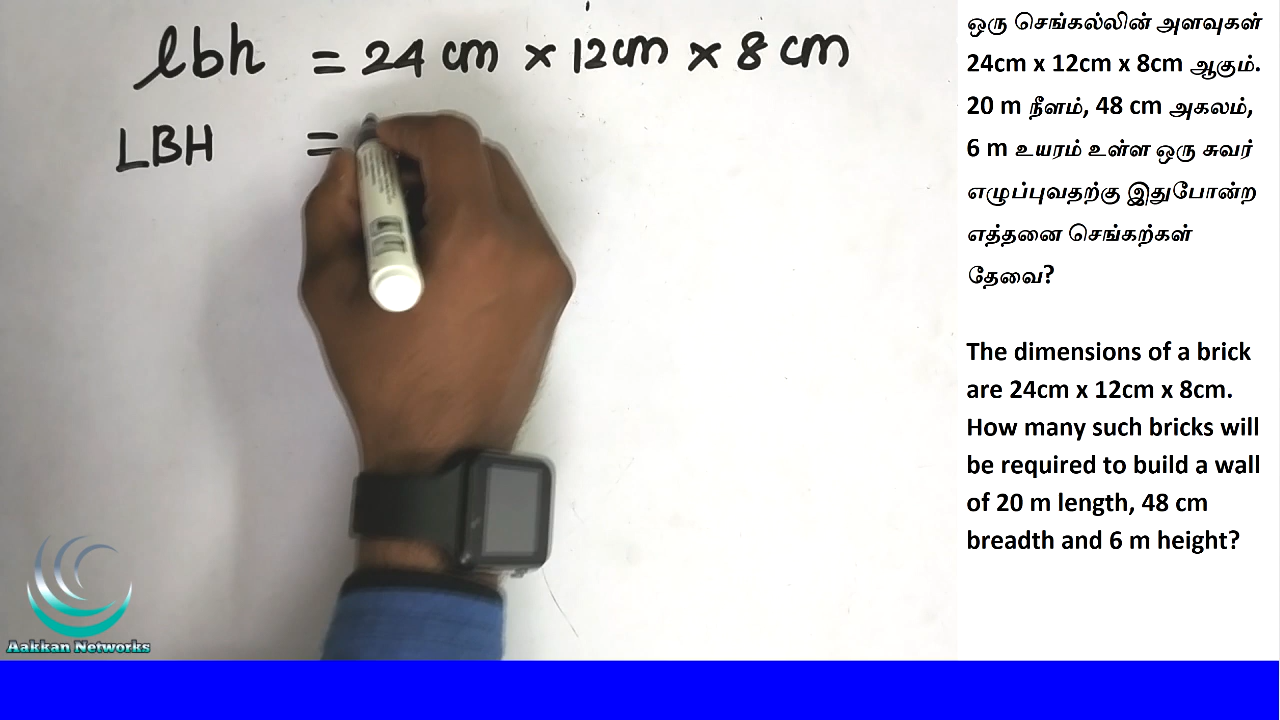 lbh = 24 cm × 12cm × 8 cm
LBH =
ஒரு செங்கல்லின் அளவுகள்
24cm x 12cm x 8cm ஆகும்.
20 m நீளம், 48 cm அகலம்,
6 m உயரம் உள்ள ஒரு சுவர்
எழுப்புவதற்கு இதுபோன்ற
எத்தனை செங்கற்கள்
தேவை?
The dimensions of a brick
are 24cm x 12cm x 8cm.
How many such bricks will
be required to build a wall
of 20 m length, 48 cm
breadth and 6 m height?
Aakkan Networks